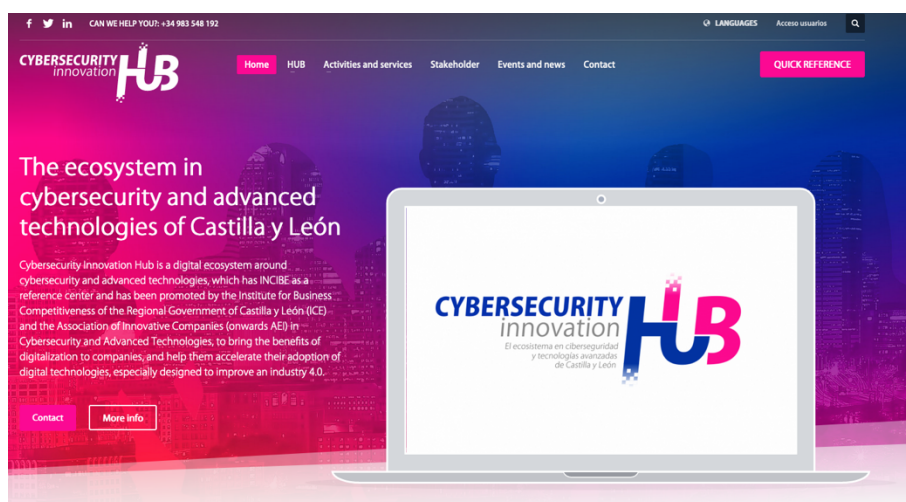 CAN WE HELP YOU?: +34 983 548 192
LANGUAGES
Acceso usuarios
CYBERSECURITY
innovation
HUB
Home
HUB
Activities and services
Stakeholder
Events and news
Contact
QUICK REFERENCE
The ecosystem in
cybersecurity and advanced
technologies of Castilla y León
Cybersecurity Innovation Hub is a digital ecosystem around
cybersecurity and advanced technologies, which has INCIBE as a
reference center and has been promoted by the Institute for Business
Competitiveness of the Regional Government of Castilla y León (ICE)
and the Association of Innovative Companies (onwards AEI) in
Cybersecurity and Advanced Technologies, to bring the benefits of
digitalization to companies, and help them accelerate their adoption of
digital technologies, especially designed to improve an industry 4.0.
Contact
More info
CYBERSECURITY
innovation
HUB
El ecosistema en ciberseguridad
y tecnologías avanzadas
de Castilla y León